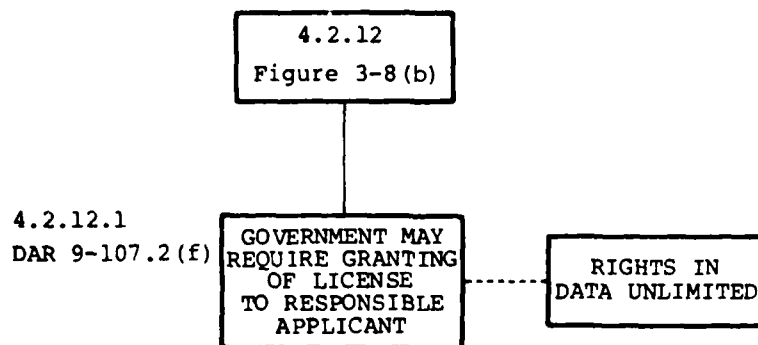 4.2.12
Figure 3-8(b)
4.2.12.1
DAR 9-107.2(f)
GOVERNMENT MAY
REQUIRE GRANTING
OF LICENSE
TO RESPONSIBLE
APPLICANT
RIGHTS IN
DATA UNLIMITED